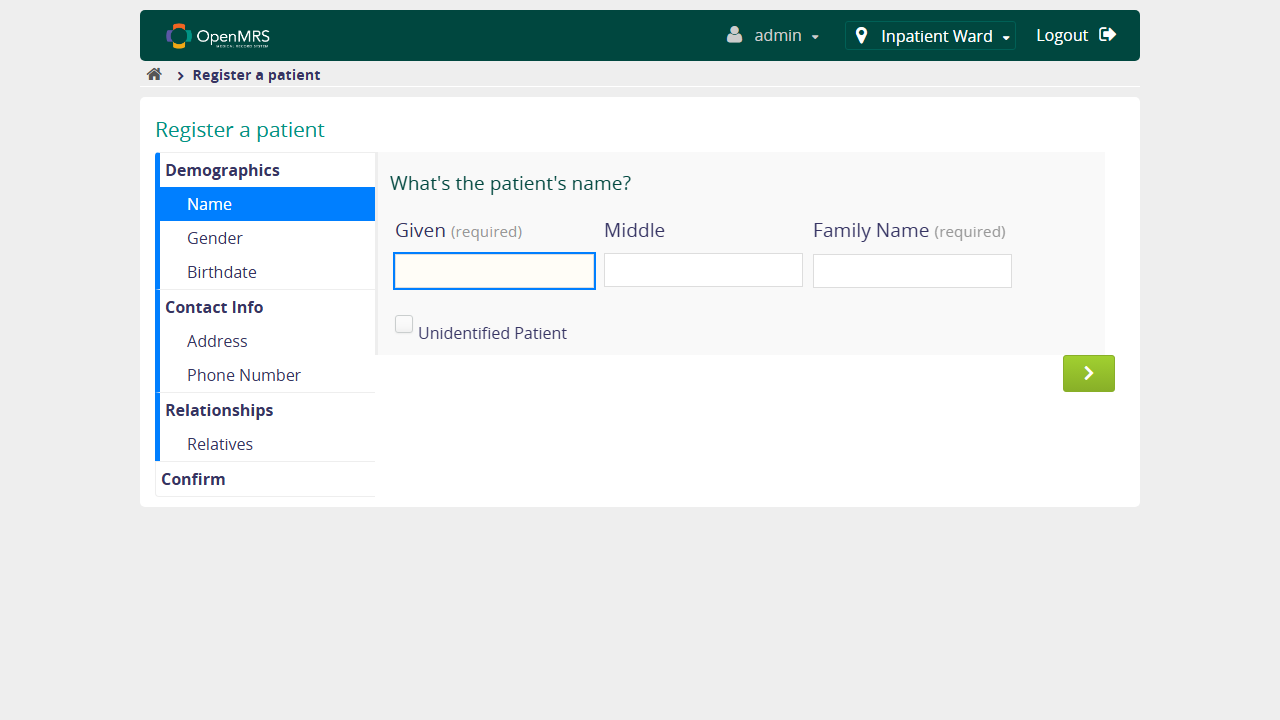 OpenMRS
MEDICAL RECORD SYSTEM
admin
Inpatient Ward
Logout
Register a patient
Register a patient
Demographics
Name
Gender
Birthdate
Contact Info
Address
Phone Number
Relationships
Relatives
Confirm
What's the patient's name?
Given (required)
Middle
Family Name (required)
Unidentified Patient